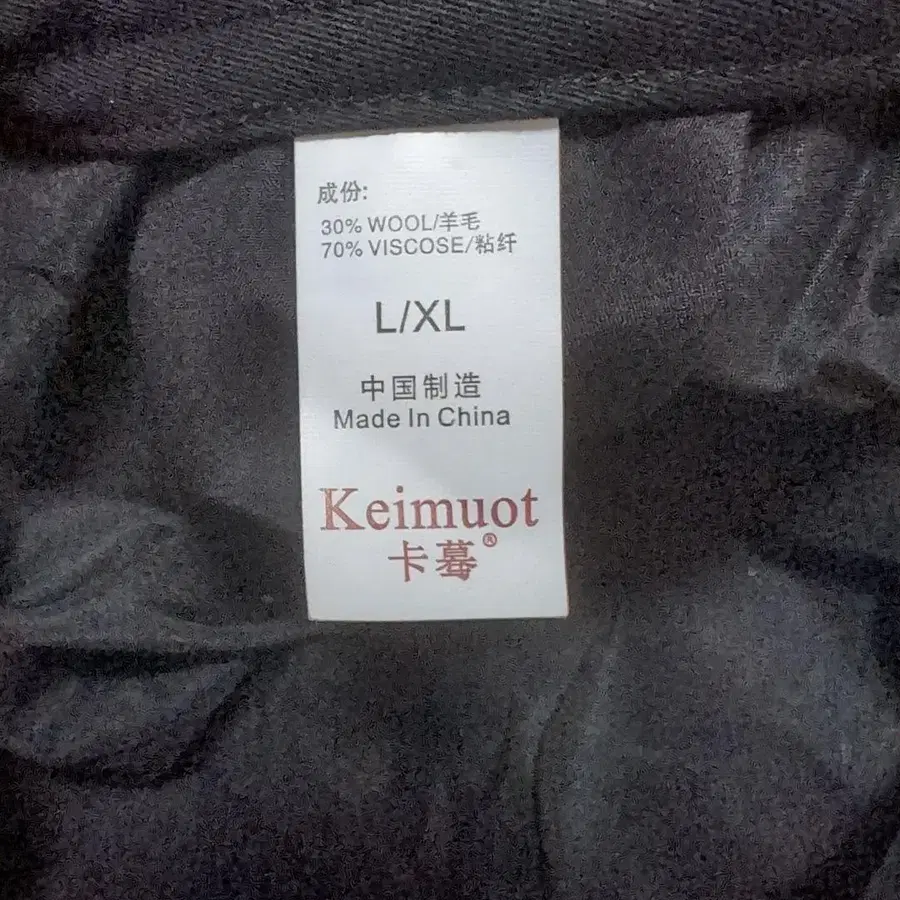 成份:
30% WOOL/羊毛
70% VISCOSE/粘纤
L/XL
中国制造
Made In China
Keimuot
卡蓦®